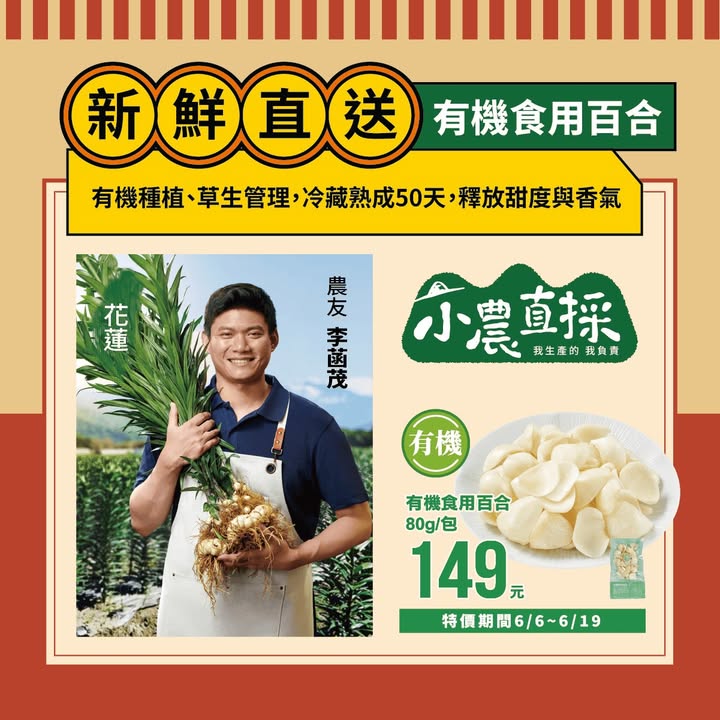 新鮮直送
有機食用百合
有機種植、草生管理，冷藏熟成50天，釋放甜度與香氣
花蓮
農友 李菡茂
小農直採
我生產的 我負責
有機
有機食用百合
80g/包
149元
特價期間6/6~6/19